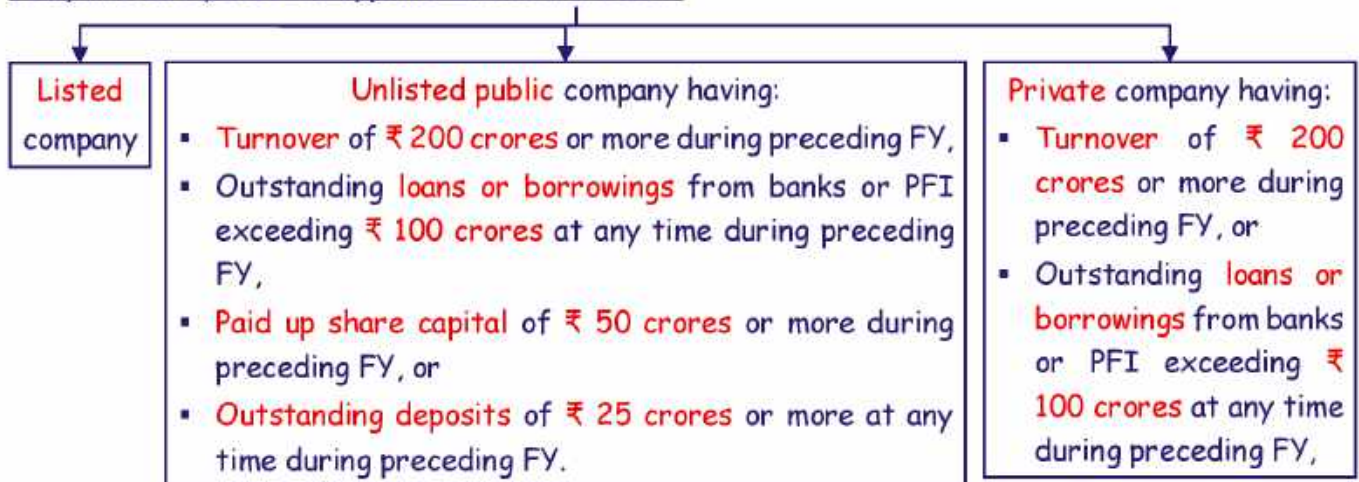 Listed
company
Unlisted public company having:
▪ Turnover of ₹ 200 crores or more during preceding FY,
▪ Outstanding loans or borrowings from banks or PFI
exceeding ₹ 100 crores at any time during preceding
FY,
▪ Paid up share capital of ₹ 50 crores or more during
preceding FY, or
▪ Outstanding deposits of ₹ 25 crores or more at any
time during preceding FY.
Private company having:
▪ Turnover of ₹ 200
crores or more during
preceding FY, or
▪ Outstanding loans or
borrowings from banks
or PFI exceeding ₹
100 crores at any time
during preceding FY,